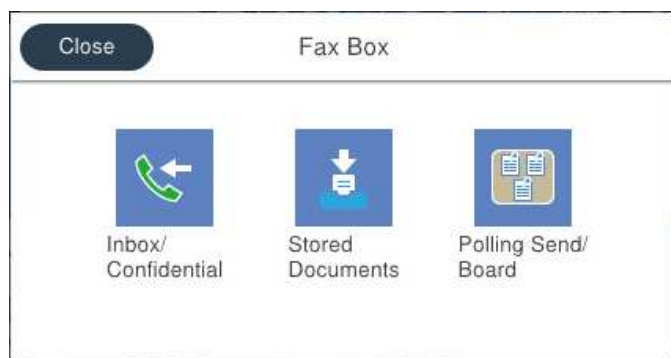 Close
Fax Box
Inbox/
Confidential
Stored
Documents
Polling Send/
Board